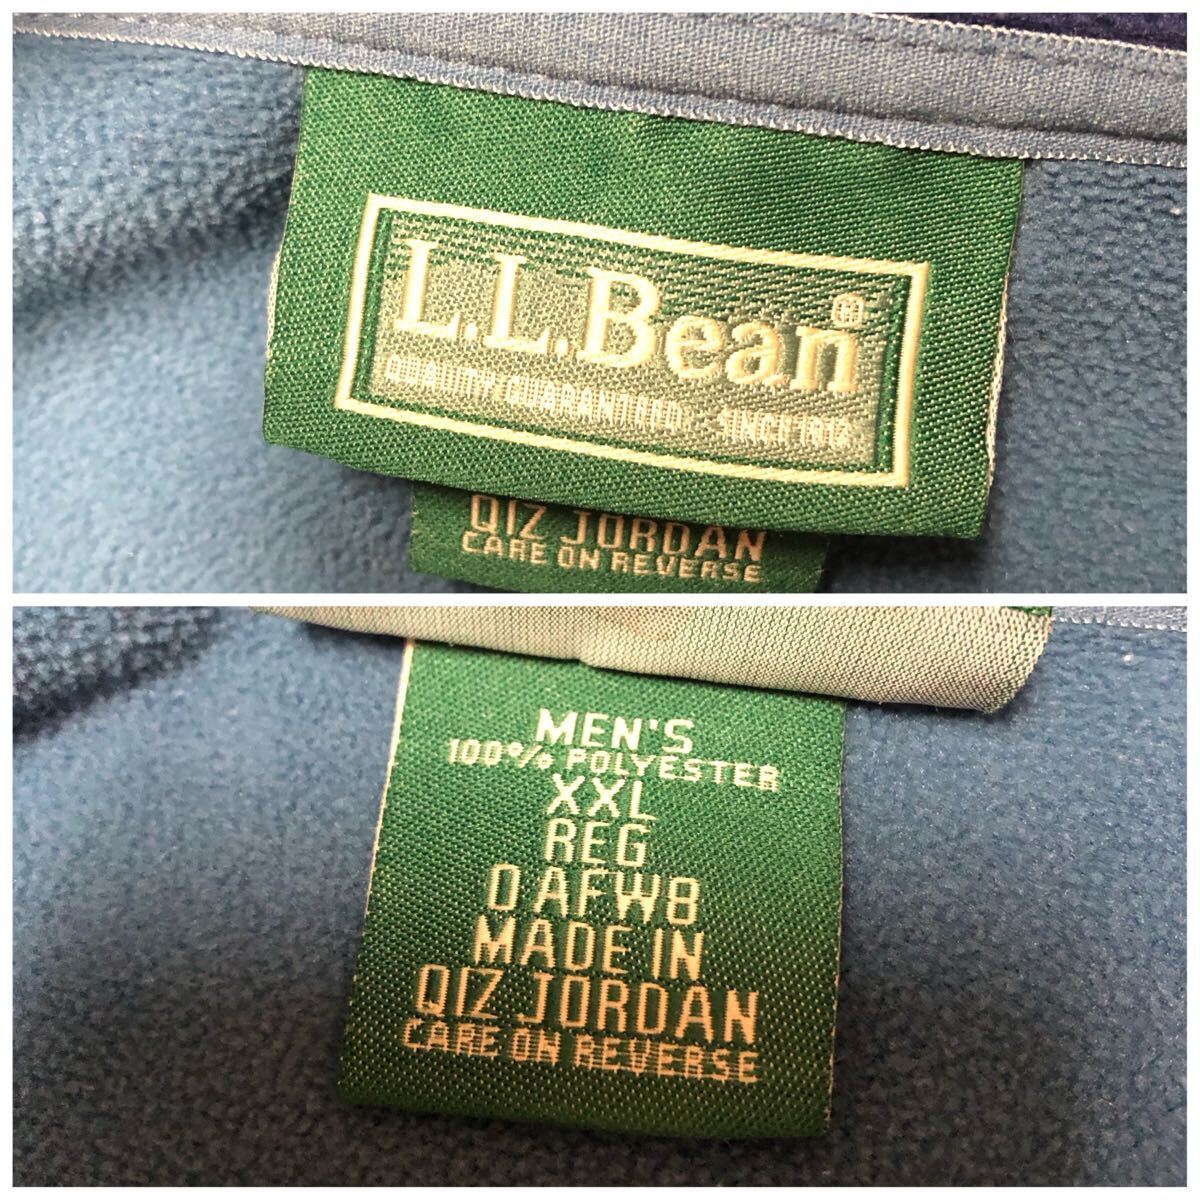 L.L.Bean®
QUALITY GUARANTEED SINCE 1912
QIZ JORDAN
CARE ON REVERSE
MEN'S
100% POLYESTER
XXL
REG
0 AFW8
MADE IN
QIZ JORDAN
CARE ON REVERSE